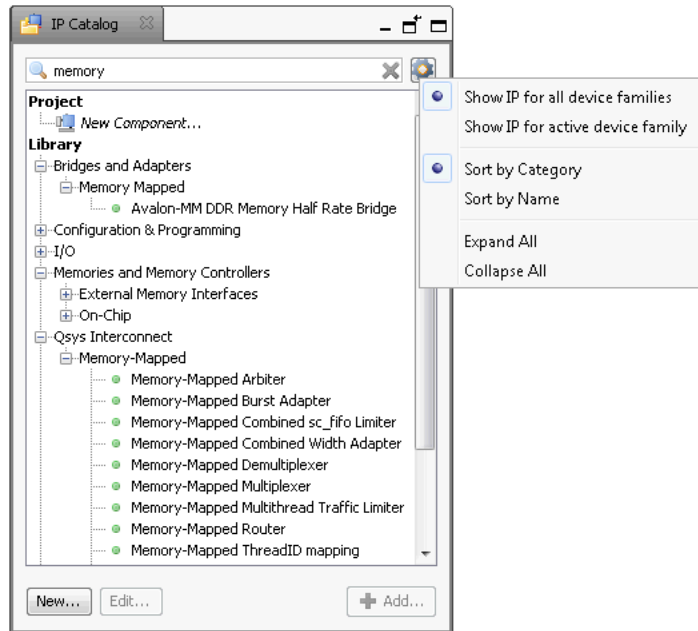 IP Catalog
memory
Project
New Component...
Library
Bridges and Adapters
Memory Mapped
Avalon-MM DDR Memory Half Rate Bridge
Configuration & Programming
I/O
Memories and Memory Controllers
External Memory Interfaces
On-Chip
Qsys Interconnect
Memory-Mapped
Memory-Mapped Arbiter
Memory-Mapped Burst Adapter
Memory-Mapped Combined sc_fifo Limiter
Memory-Mapped Combined Width Adapter
Memory-Mapped Demultiplexer
Memory-Mapped Multiplexer
Memory-Mapped Multithread Traffic Limiter
Memory-Mapped Router
Memory-Mapped ThreadID mapping
New... Edit... Add...
Show IP for all device families
Show IP for active device family
Sort by Category
Sort by Name
Expand All
Collapse All